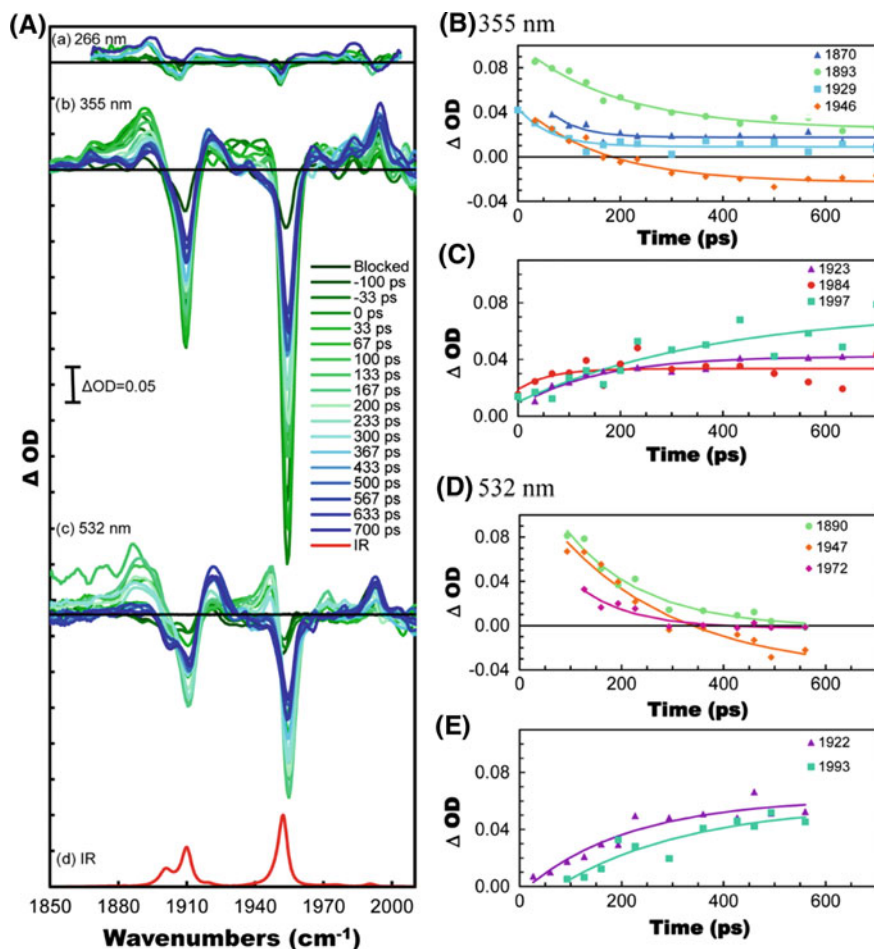 (A)
(a) 266 nm
(b) 355 nm
Blocked
-100 ps
-33 ps
0 ps
33 ps
67 ps
100 ps
133 ps
167 ps
200 ps
233 ps
300 ps
367 ps
433 ps
500 ps
567 ps
633 ps
700 ps
IR
ΔOD=0.05
Δ OD
(c) 532 nm
(d) IR
1850 1880 1910 1940 1970 2000
Wavenumbers (cm-1)
(B) 355 nm
1870
1893
1929
1946
0.08
0.04
0.00
-0.04
Δ OD
0 200 400 600
Time (ps)
(C)
1923
1984
1997
0.08
0.04
0.00
Δ OD
0 200 400 600
Time (ps)
(D) 532 nm
1890
1947
1972
0.08
0.04
0.00
-0.04
Δ OD
0 200 400 600
Time (ps)
(E)
1922
1993
0.08
0.04
0.00
Δ OD
0 200 400 600
Time (ps)